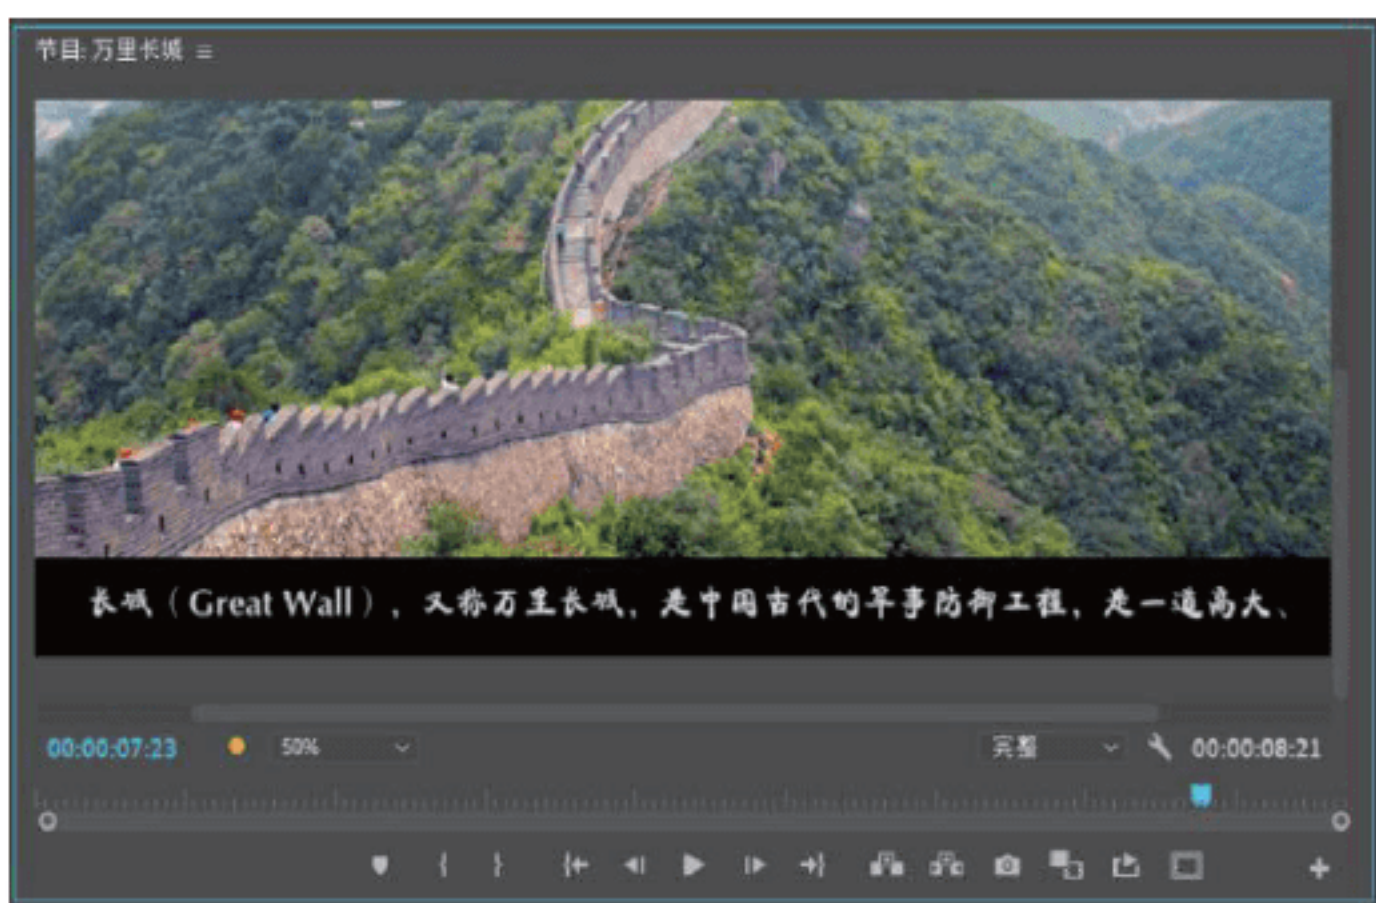 节目: 万里长城
长城（Great Wall），又称万里长城，是中国古代的军事防御工程，是一道高大、
00:00:07:23
50%
完整
00:00:08:21